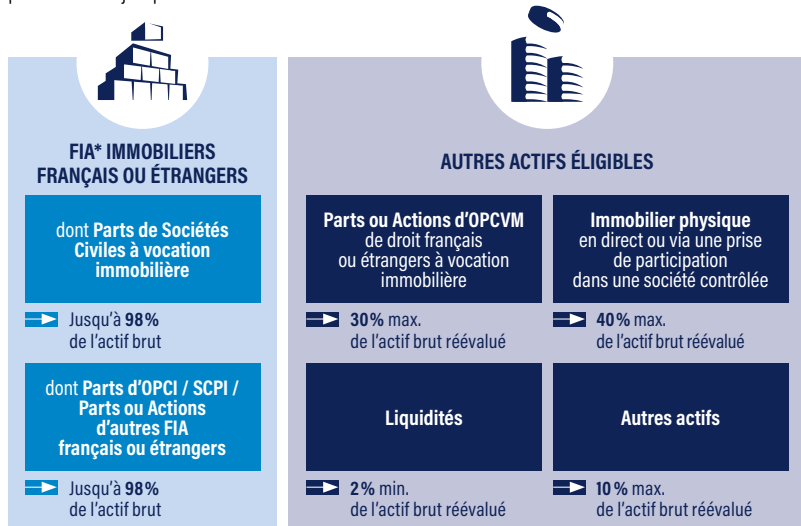 FIA* IMMOBILIERS
FRANÇAIS OU ÉTRANGERS
dont Parts de Sociétés
Civiles à vocation
immobilière
Jusqu'à 98%
de l'actif brut
dont Parts d'OPCI / SCPI /
Parts ou Actions
d'autres FIA
français ou étrangers
Jusqu'à 98%
de l'actif brut
AUTRES ACTIFS ÉLIGIBLES
Parts ou Actions d'OPCVM
de droit français
ou étrangers à vocation
immobilière
30% max.
de l'actif brut réévalué
Immobilier physique
en direct ou via une prise
de participation
dans une société contrôlée
40% max.
de l'actif brut réévalué
Liquidités
2% min.
de l'actif brut réévalué
Autres actifs
10% max.
de l'actif brut réévalué